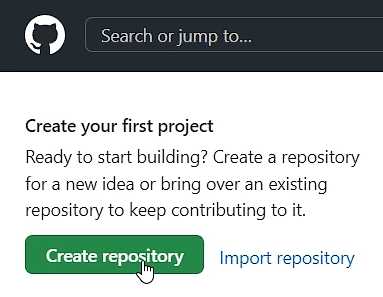 Search or jump to...
Create your first project
Ready to start building? Create a repository
for a new idea or bring over an existing
repository to keep contributing to it.
Create repository
Import repository